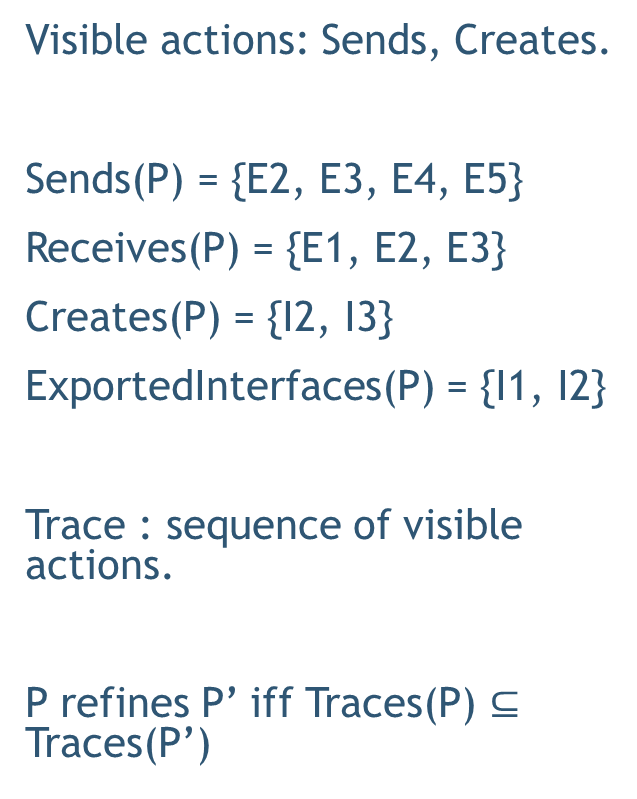 Visible actions: Sends, Creates.
Sends(P) = {E2, E3, E4, E5}
Receives(P) = {E1, E2, E3}
Creates(P) = {I2, I3}
ExportedInterfaces(P) = {I1, I2}
Trace : sequence of visible
actions.
P refines P’ iff Traces(P) ⊆
Traces(P’)